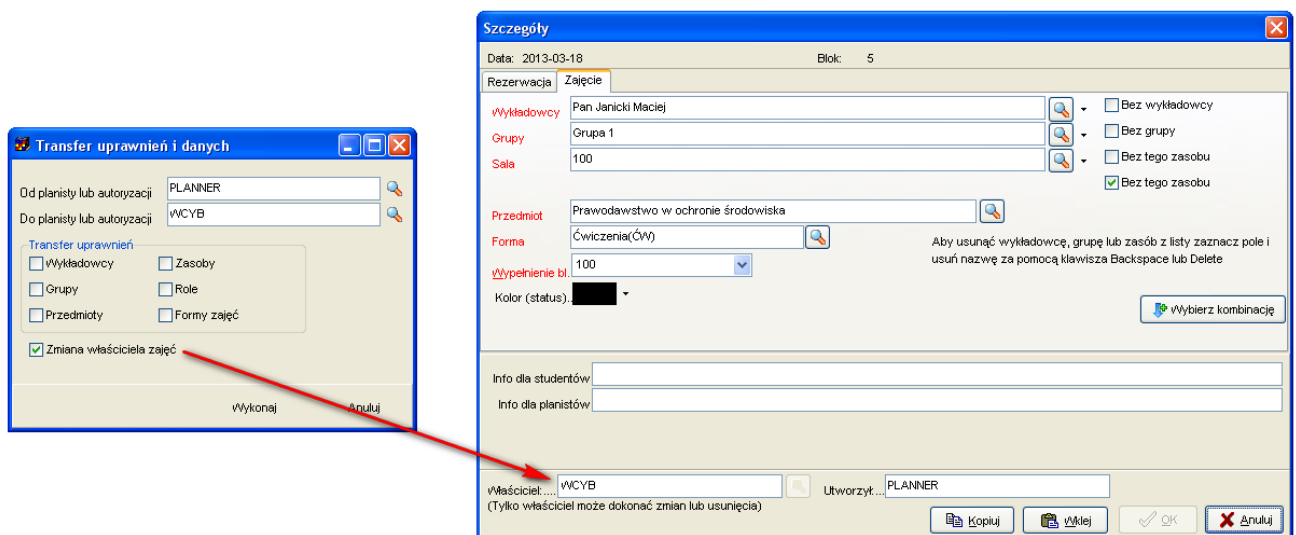 Transfer uprawnień i danych
Od planisty lub autoryzacji PLANNER
Do planisty lub autoryzacji WCYB
Transfer uprawnień
Wykładowcy Zasoby
Grupy Role
Przedmioty Formy zajęć
Zmiana właściciela zajęć
Wykonaj Anuluj
Szczegóły
Data: 2013-03-18 Blok: 5
Rezerwacja Zajęcie
Wykładowcy Pan Janicki Maciej Bez wykładowcy
Grupy Grupa 1 Bez grupy
Sala 100 Bez tego zasobu
Bez tego zasobu
Przedmiot Prawodawstwo w ochronie środowiska
Forma Ćwiczenia(ĆW)
Aby usunąć wykładowcę, grupę lub zasób z listy zaznacz pole i
usuń nazwę za pomocą klawisza Backspace lub Delete
Wypełnienie bl. 100
Kolor (status)..
Wybierz kombinację
Info dla studentów
Info dla planistów
Właściciel:.... WCYB Utworzył:... PLANNER
(Tylko właściciel może dokonać zmian lub usunięcia)
Kopiuj Wklej OK Anuluj